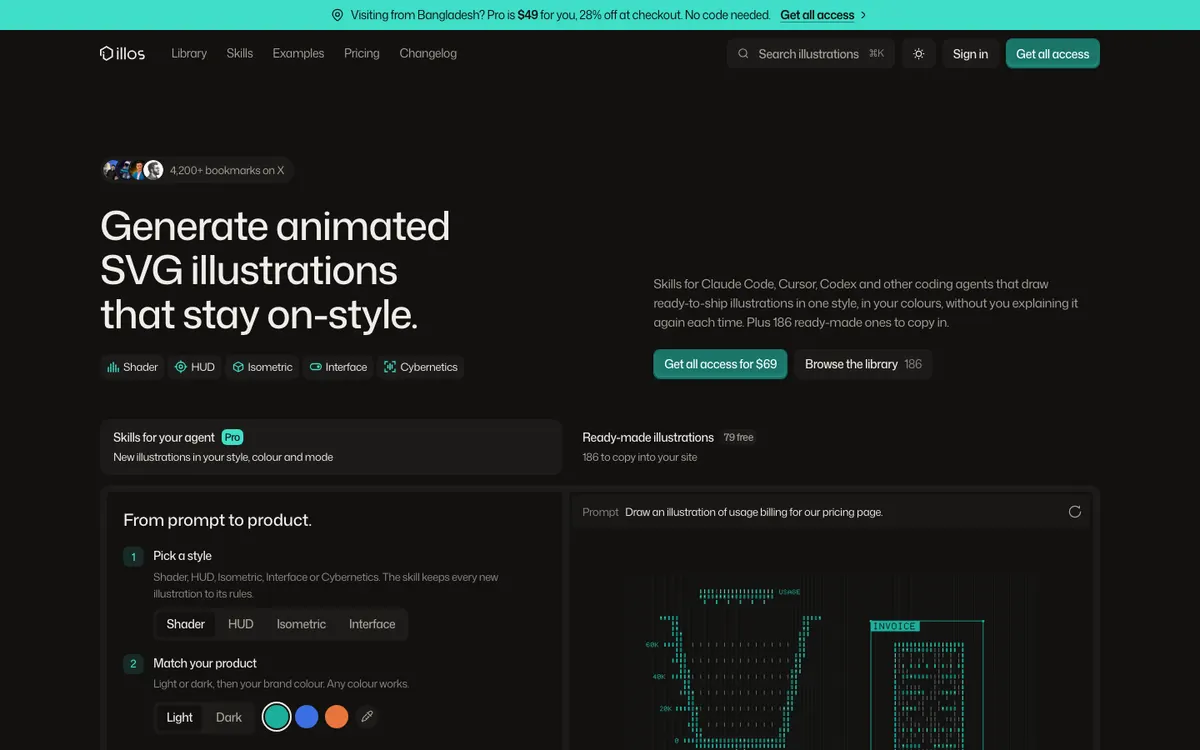 Visiting from Bangladesh? Pro is $49 for you, 28% off at checkout. No code needed. Get all access
illos
Library
Skills
Examples
Pricing
Changelog
Search illustrations ⌘K
Sign in
Get all access
4,200+ bookmarks on X
Generate animated
SVG illustrations
that stay on-style.
Shader
HUD
Isometric
Interface
Cybernetics
Skills for Claude Code, Cursor, Codex and other coding agents that draw
ready-to-ship illustrations in one style, in your colours, without you explaining it
again each time. Plus 186 ready-made ones to copy in.
Get all access for $69
Browse the library 186
Skills for your agent Pro
New illustrations in your style, colour and mode
Ready-made illustrations 79 free
186 to copy into your site
From prompt to product.
1 Pick a style
Shader, HUD, Isometric, Interface or Cybernetics. The skill keeps every new
illustration to its rules.
Shader
HUD
Isometric
Interface
2 Match your product
Light or dark, then your brand colour. Any colour works.
Light
Dark
Prompt Draw an illustration of usage billing for our pricing page.
USAGE
INVOICE
60K
40K
20K
0